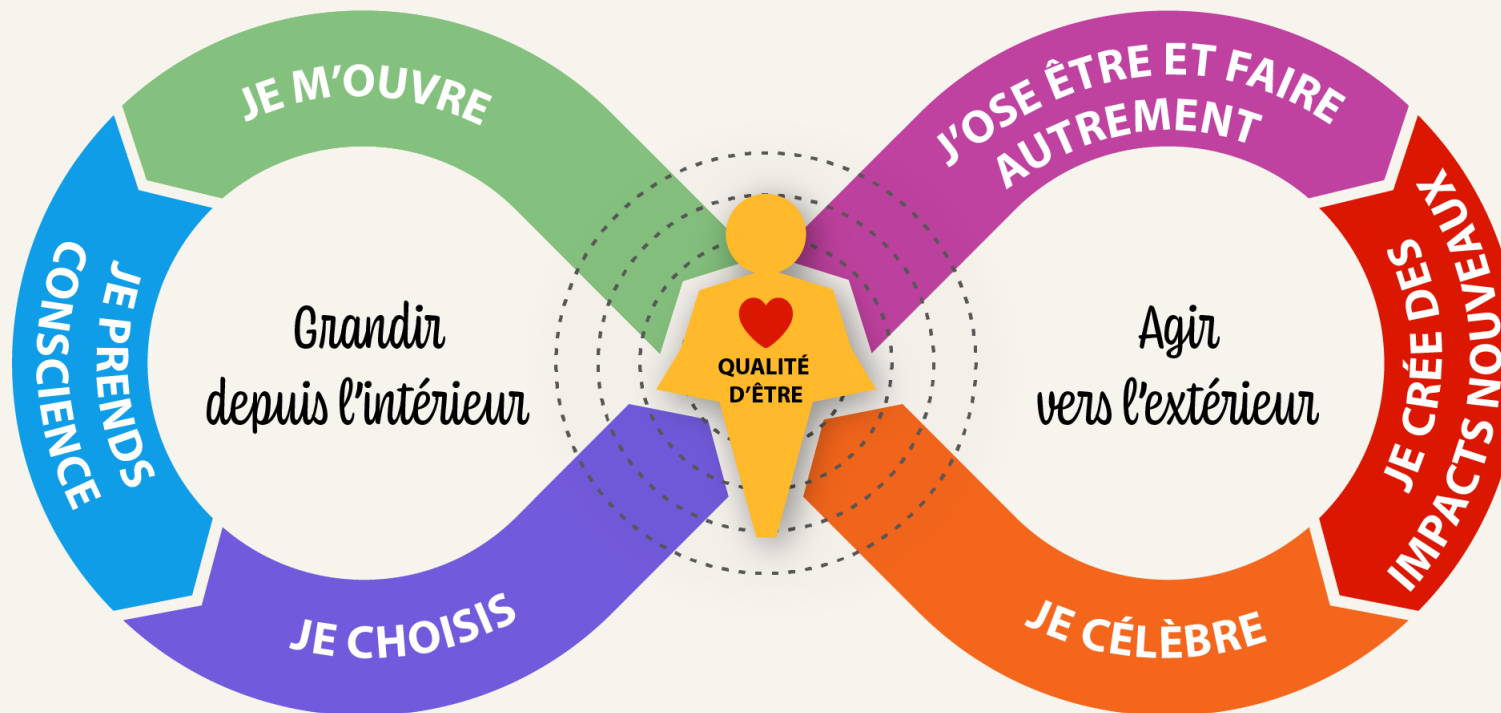 JE M'OUVRE
JE PRENDS
CONSCIENCE
JE CHOISIS
Grandir
depuis l'intérieur
QUALITÉ
D'ÊTRE
J'OSE ÊTRE ET FAIRE
AUTREMENT
JE CRÉE DES
IMPACTS NOUVEAUX
JE CÉLÈBRE
Agir
vers l'extérieur